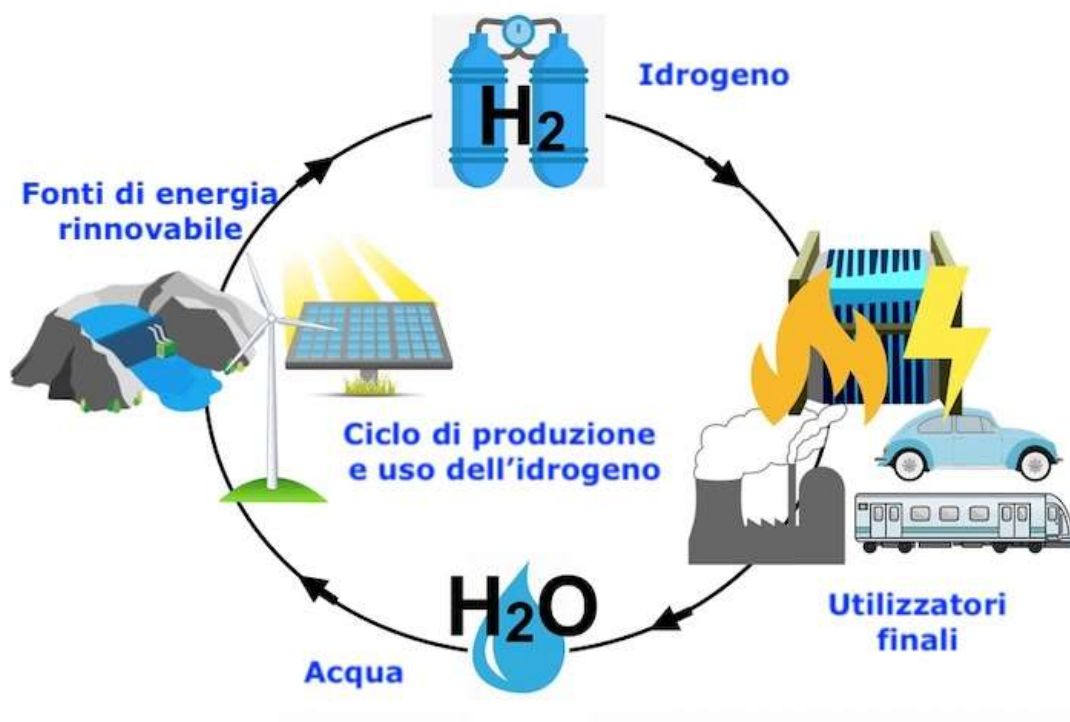 H₂
Idrogeno
Fonti di energia
rinnovabile
Ciclo di produzione
e uso dell’idrogeno
H₂O
Utilizzatori
finali
Acqua